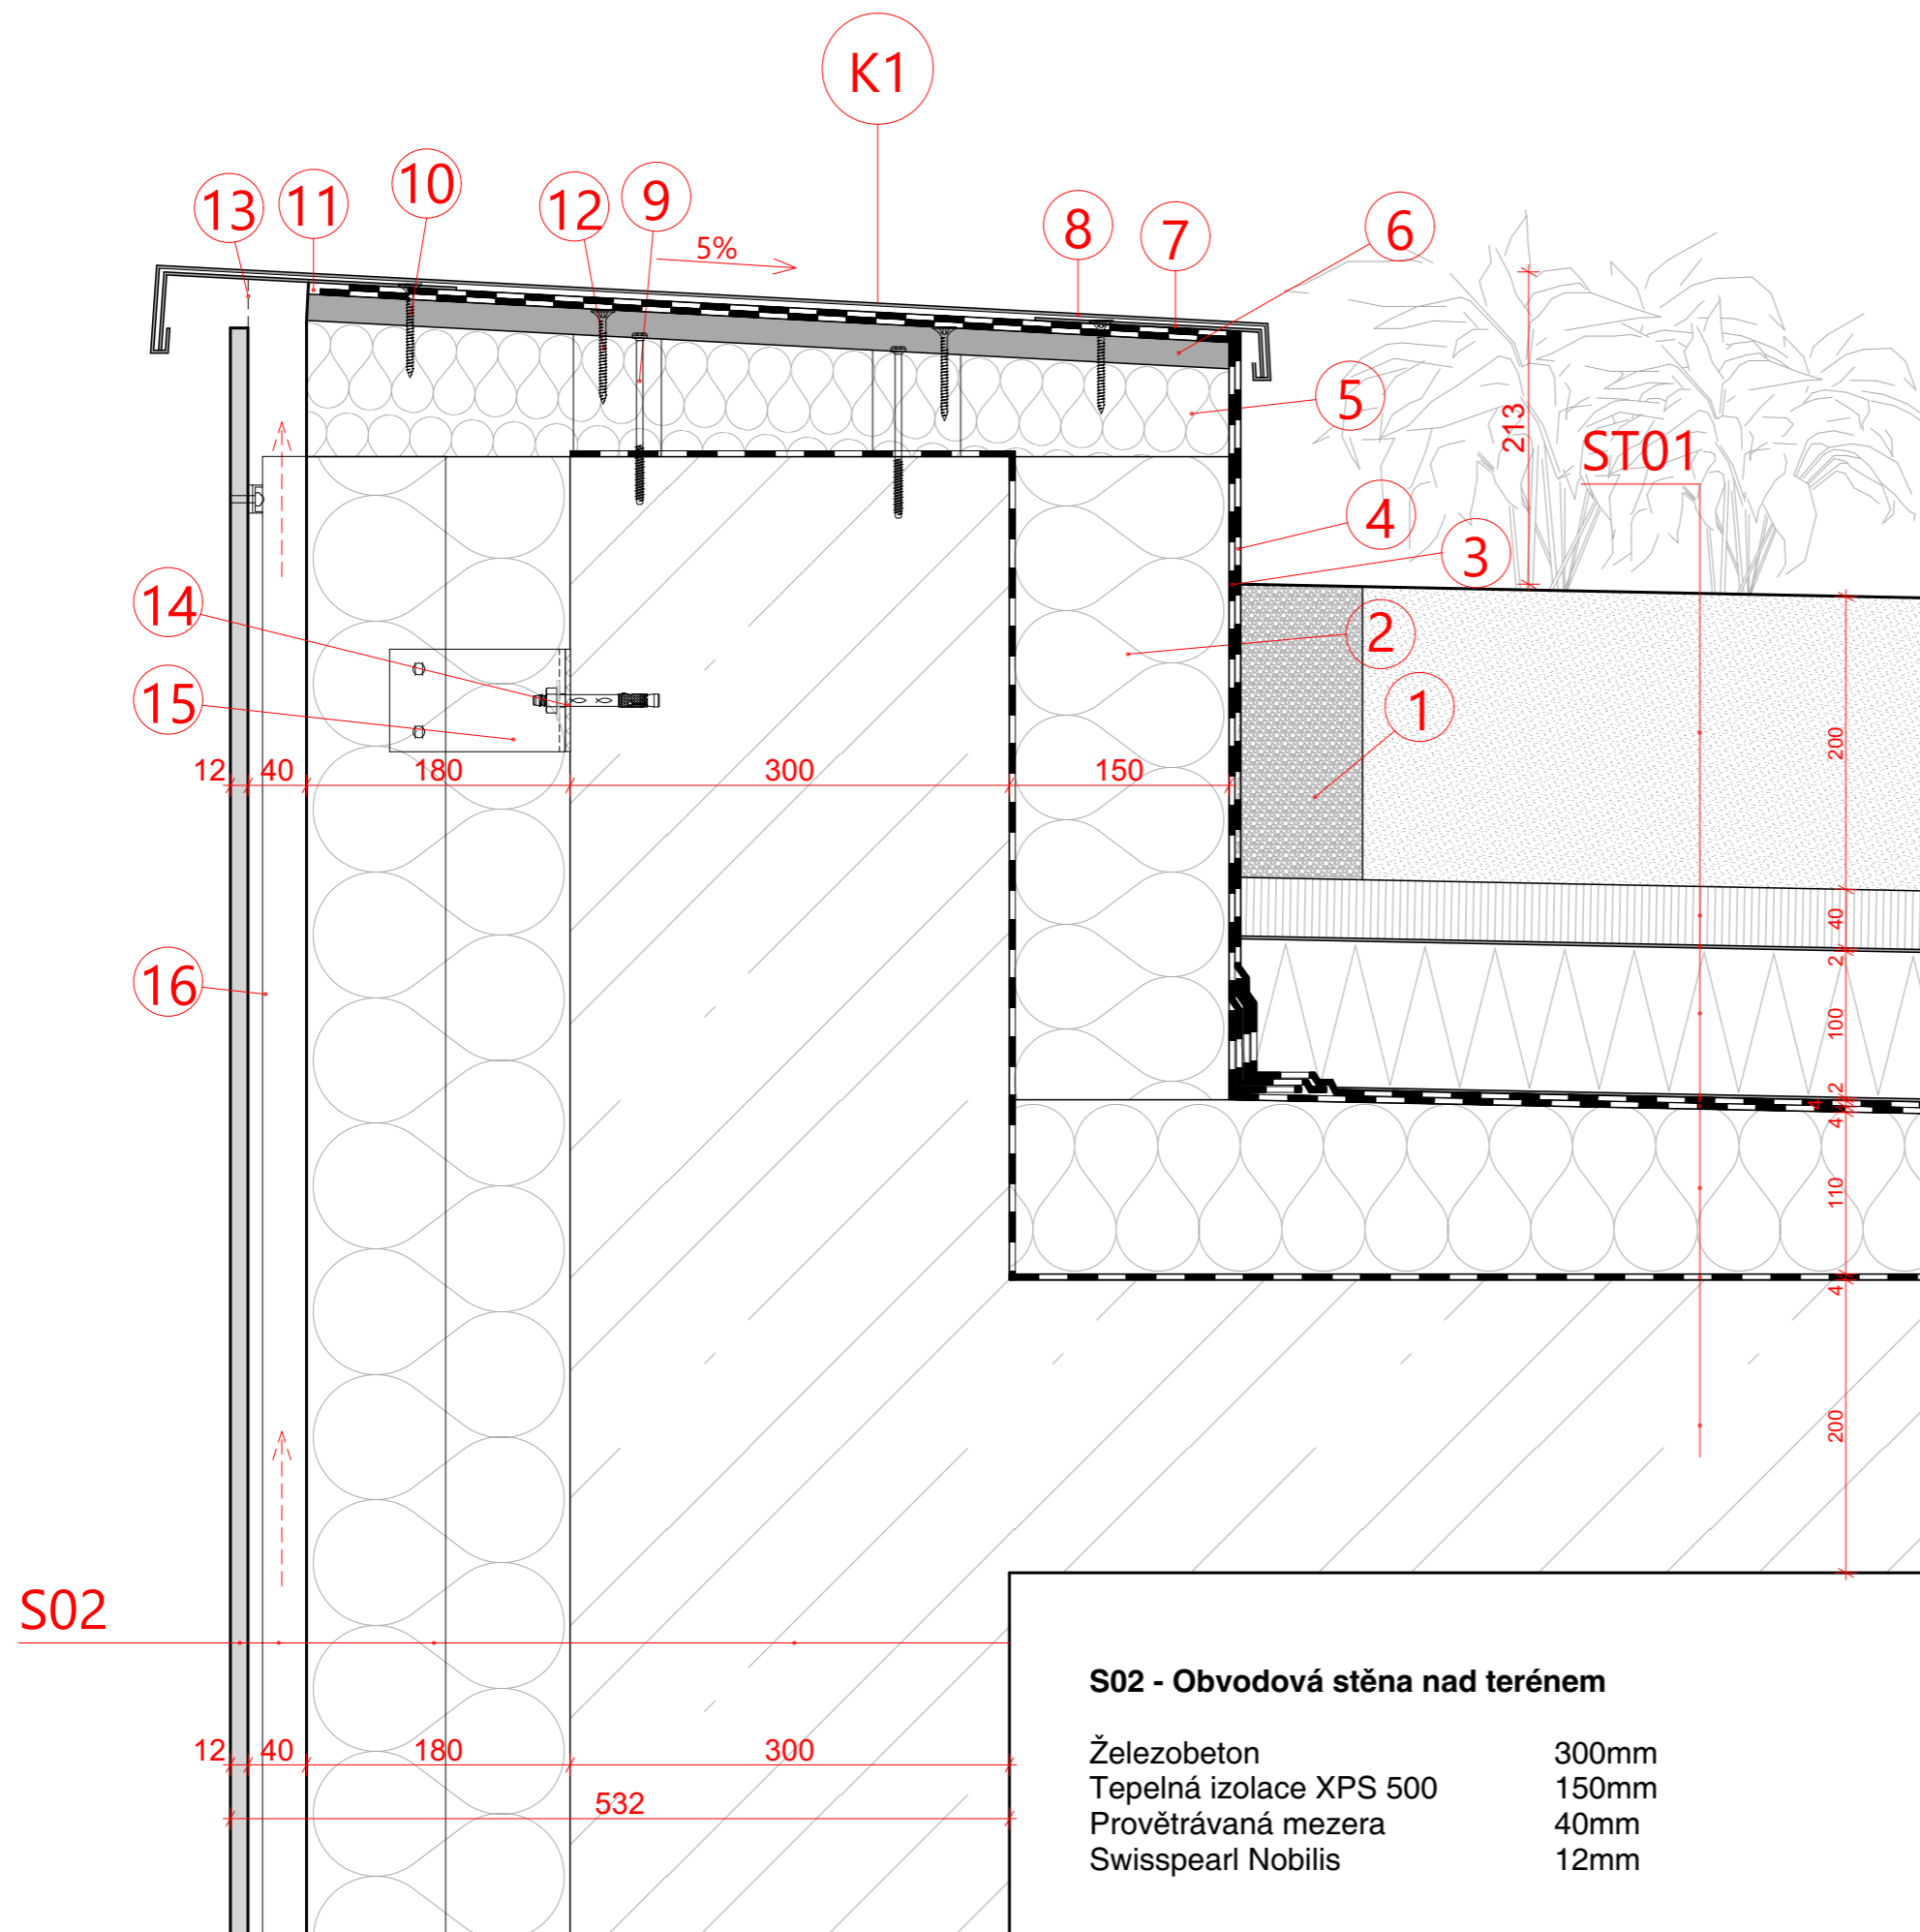 K1
13
11
10
12
9
5%
8
7
6
5
213
ST01
4
3
14
2
15
1
12 40 180 300 150
200
40
16
2
100
2
4
4
110
4
200
S02
12 40 180 300
532
S02 - Obvodová stěna nad terénem
Železobeton 300mm
Tepelná izolace XPS 500 150mm
Provětrávaná mezera 40mm
Swisspearl Nobilis 12mm